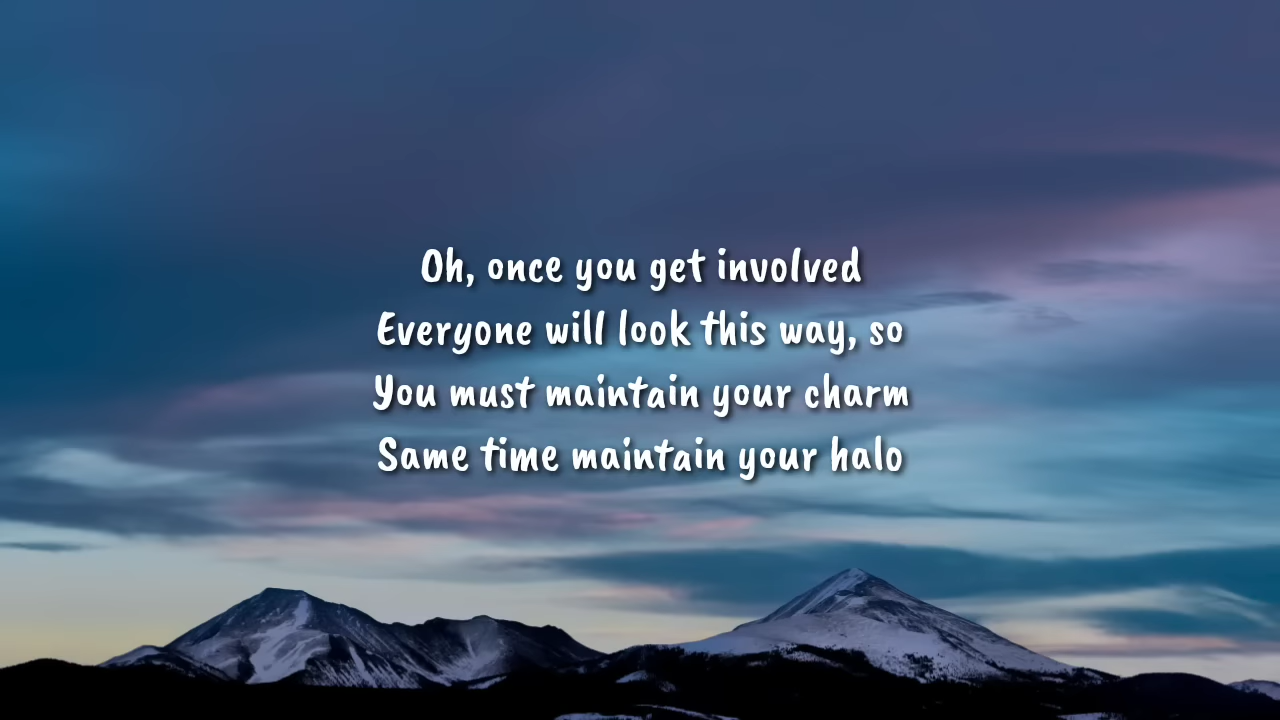 Oh, once you get involved
Everyone will look this way, so
You must maintain your charm
Same time maintain your halo